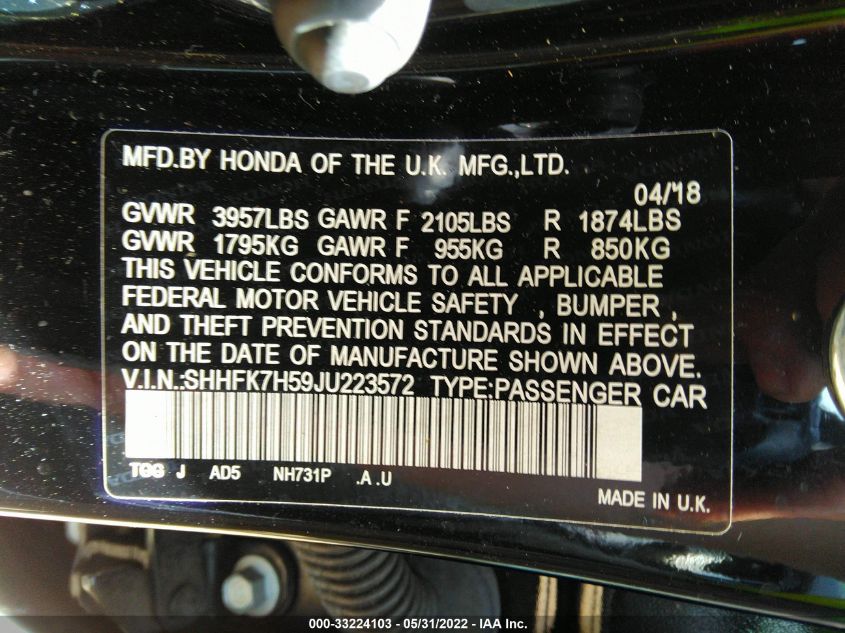 MFD.BY HONDA OF THE U.K. MFG.,LTD.
04/18
GVWR 3957LBS GAWR F 2105LBS R 1874LBS
GVWR 1795KG GAWR F 955KG R 850KG
THIS VEHICLE CONFORMS TO ALL APPLICABLE
FEDERAL MOTOR VEHICLE SAFETY , BUMPER ,
AND THEFT PREVENTION STANDARDS IN EFFECT
ON THE DATE OF MANUFACTURE SHOWN ABOVE.
V.I.N.:SHHFK7H59JU223572 TYPE:PASSENGER CAR
TGG J AD5 NH731P .A .U
MADE IN U.K.
000-33224103 - 05/31/2022 - IAA Inc.